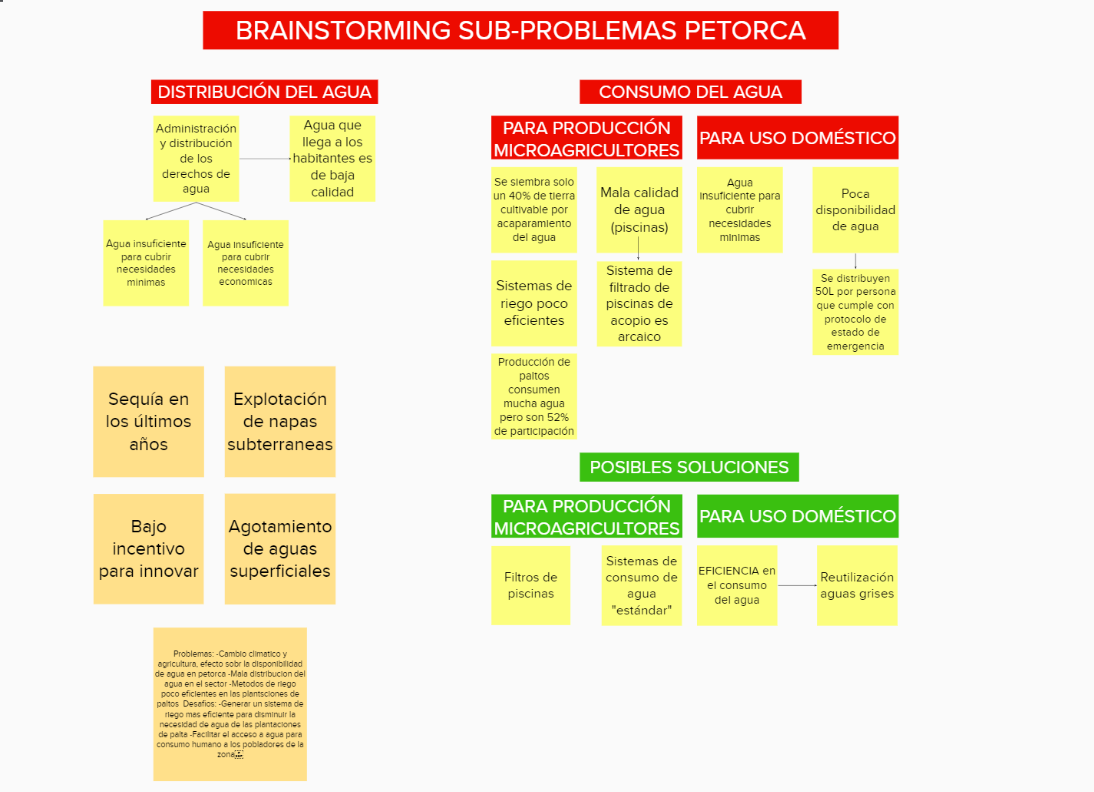 BRAINSTORMING SUB-PROBLEMAS PETORCA
DISTRIBUCIÓN DEL AGUA
Administración
y distribución
de los
derechos de
agua
Agua que
llega a los
habitantes es
de baja
calidad
Agua insuficiente
para cubrir
necesidades
minimas
Agua insuficiente
para cubrir
necesidades
economicas
Sequía en
los últimos
años
Explotación
de napas
subterraneas
Bajo
incentivo
para innovar
Agotamiento
de aguas
superficiales
Problemas: -Cambio climatico y
agricultura, efecto sobr la disponibilidad
de agua en petorca -Mala distribucion del
agua en el sector -Metodos de riego
poco eficientes en las plantsciones de
paltos Desafios: -Generar un sistema de
riego mas eficiente para disminuir la
necesidad de agua de las plantaciones
de palta -Facilitar el acceso a agua para
consumo humano a los pobladores de la
zona
CONSUMO DEL AGUA
PARA PRODUCCIÓN
MICROAGRICULTORES
Se siembra solo
un 40% de tierra
cultivable por
acaparamiento
del agua
Mala calidad
de agua
(piscinas)
Sistemas de
riego poco
eficientes
Sistema de
filtrado de
piscinas de
acopio es
arcaico
Producción de
paltos
consumen
mucha agua
pero son 52%
de participación
PARA USO DOMÉSTICO
Agua
insuficiente para
cubrir
necesidades
minimas
Poca
disponibilidad
de agua
Se distribuyen
50L por persona
que cumple con
protocolo de
estado de
emergencia
POSIBLES SOLUCIONES
PARA PRODUCCIÓN
MICROAGRICULTORES
Filtros de
piscinas
Sistemas de
consumo de
agua
"estándar"
PARA USO DOMÉSTICO
EFICIENCIA en
el consumo
del agua
Reutilización
aguas grises